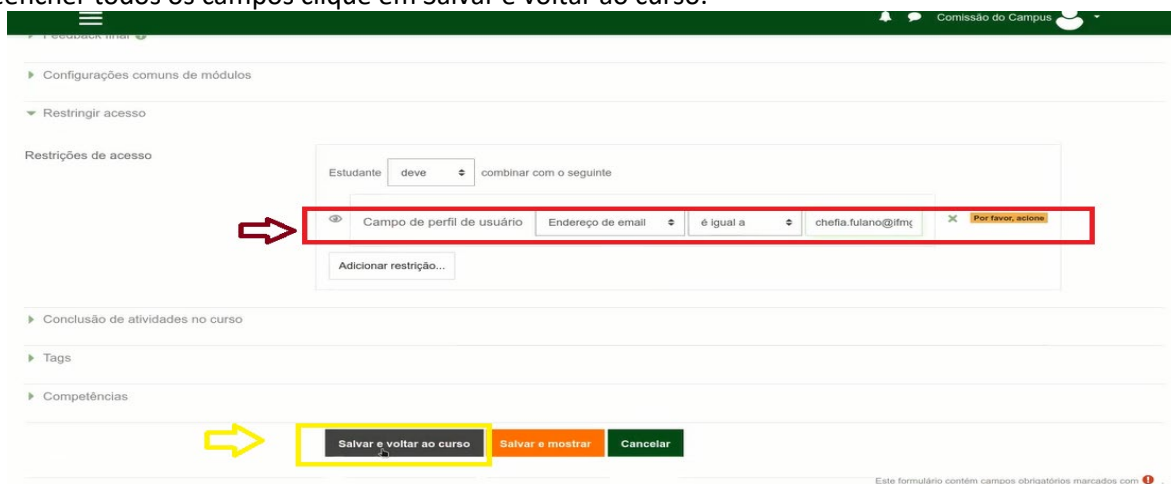 encher todos os campos clique em Salvar e voltar ao curso.
Comissão do Campus
Feedback final
Configurações comuns de módulos
Restringir acesso
Restrições de acesso
Estudante deve combinar com o seguinte
Campo de perfil de usuário Endereço de email é igual a chefia.fulano@ifmg Por favor, acione
Adicionar restrição...
Conclusão de atividades no curso
Tags
Competências
Salvar e voltar ao curso Salvar e mostrar Cancelar
Este formulário contém campos obrigatórios marcados com